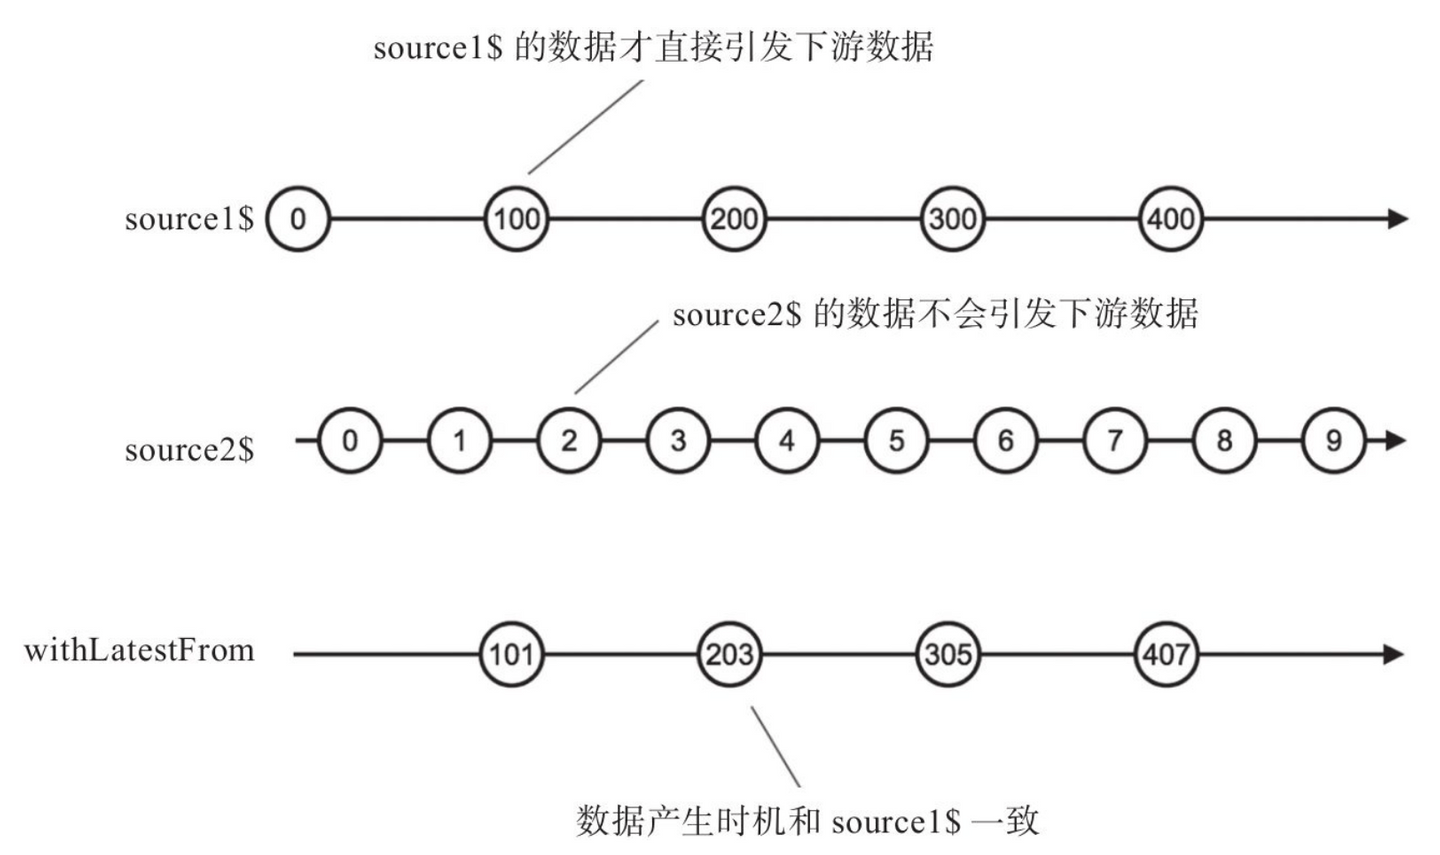 source1$ 的数据才直接引发下游数据
source1$ 0 100 200 300 400
source2$ 的数据不会引发下游数据
source2$ 0 1 2 3 4 5 6 7 8 9
withLatestFrom 101 203 305 407
数据产生时机和 source1$ 一致